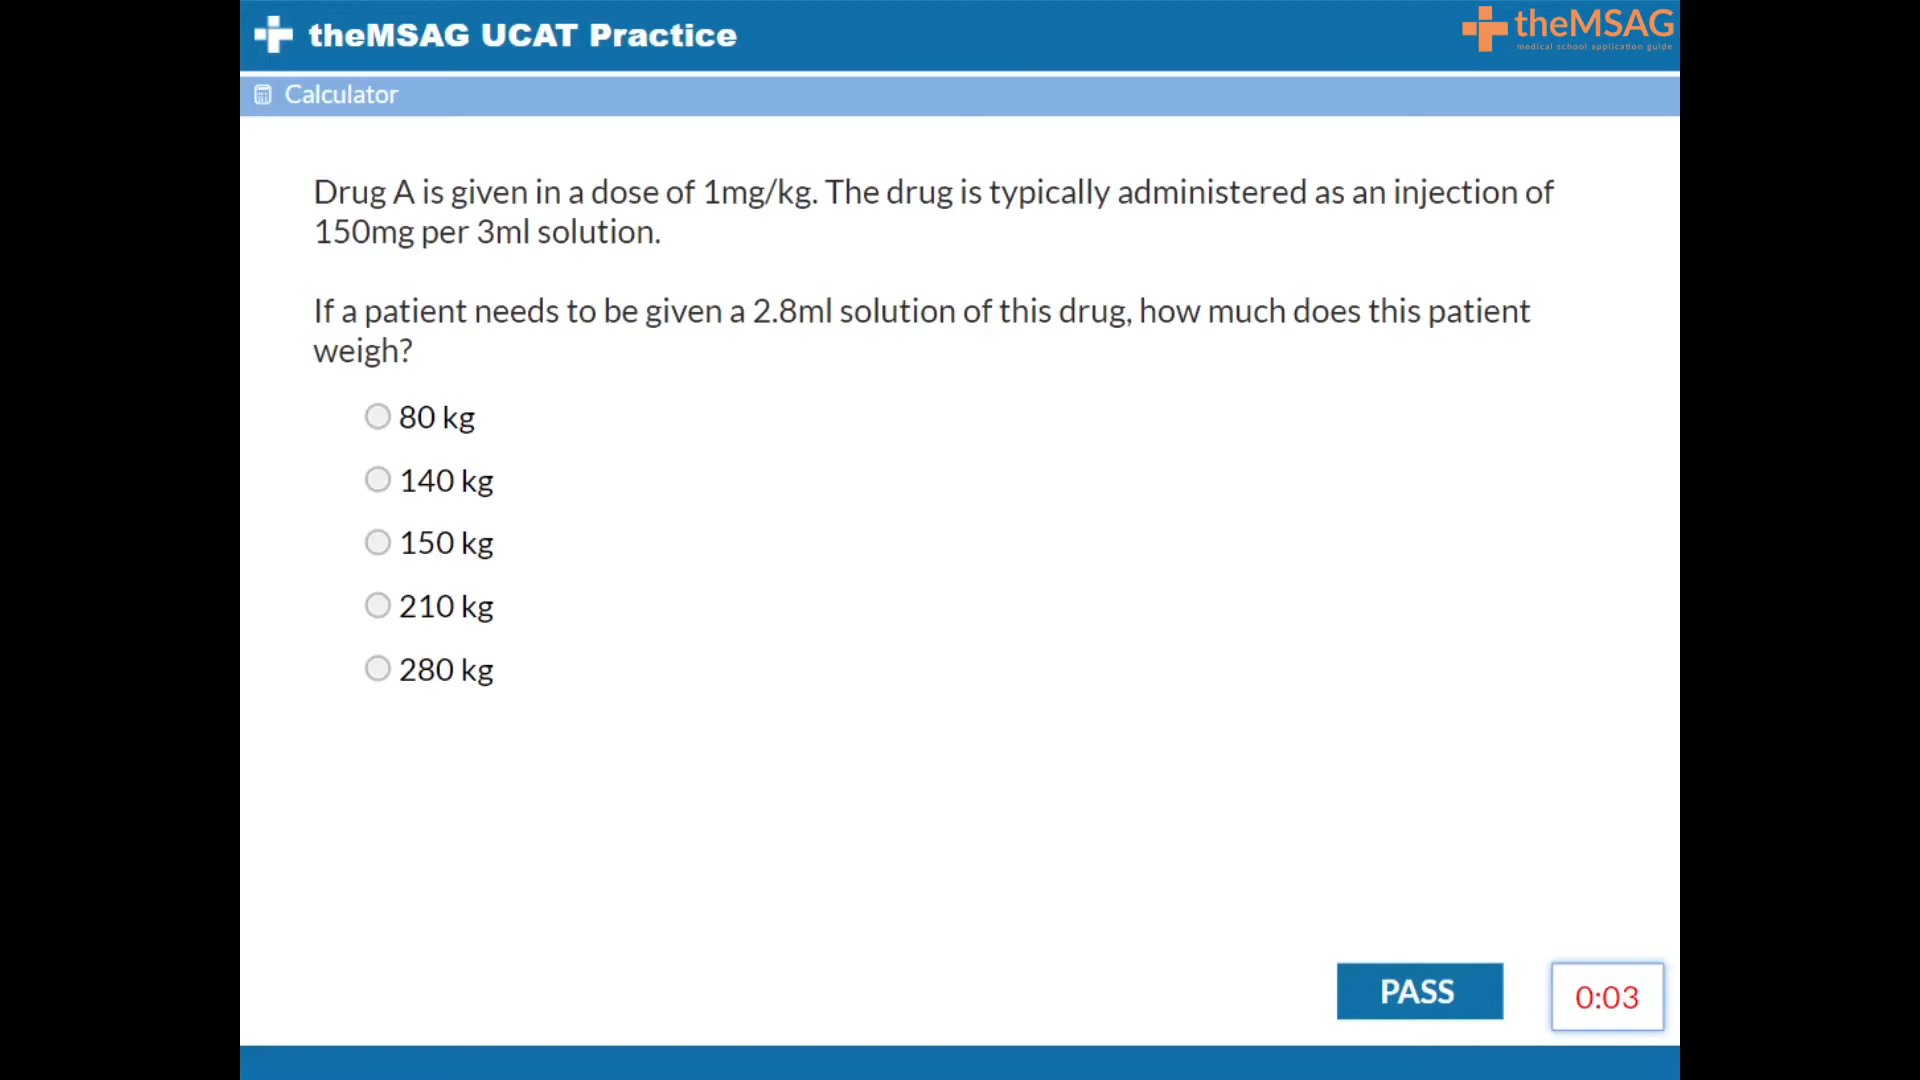 theMSAG UCAT Practice
theMSAG
medical school application guide
Calculator
Drug A is given in a dose of 1mg/kg. The drug is typically administered as an injection of
150mg per 3ml solution.
If a patient needs to be given a 2.8ml solution of this drug, how much does this patient
weigh?
80 kg
140 kg
150 kg
210 kg
280 kg
PASS
0:03